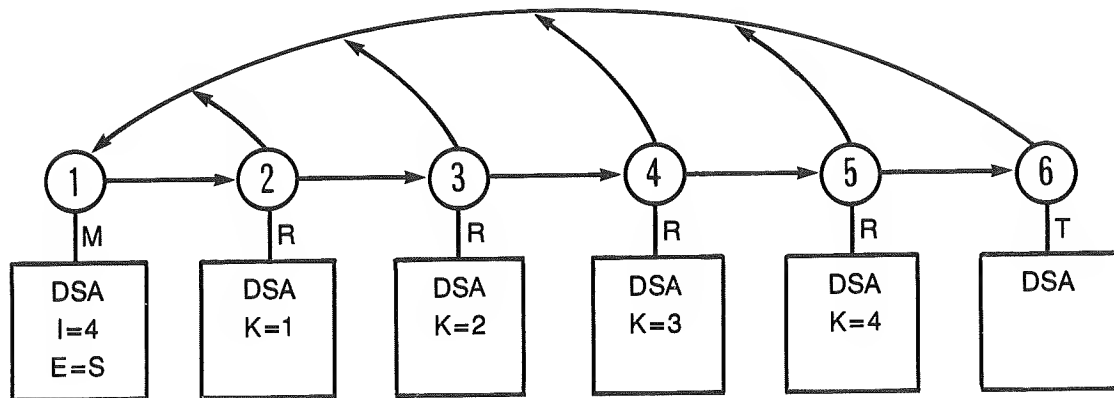 1 2 3 4 5 6
M R R R R T
DSA DSA DSA DSA DSA DSA
I=4 K=1 K=2 K=3 K=4
E=S